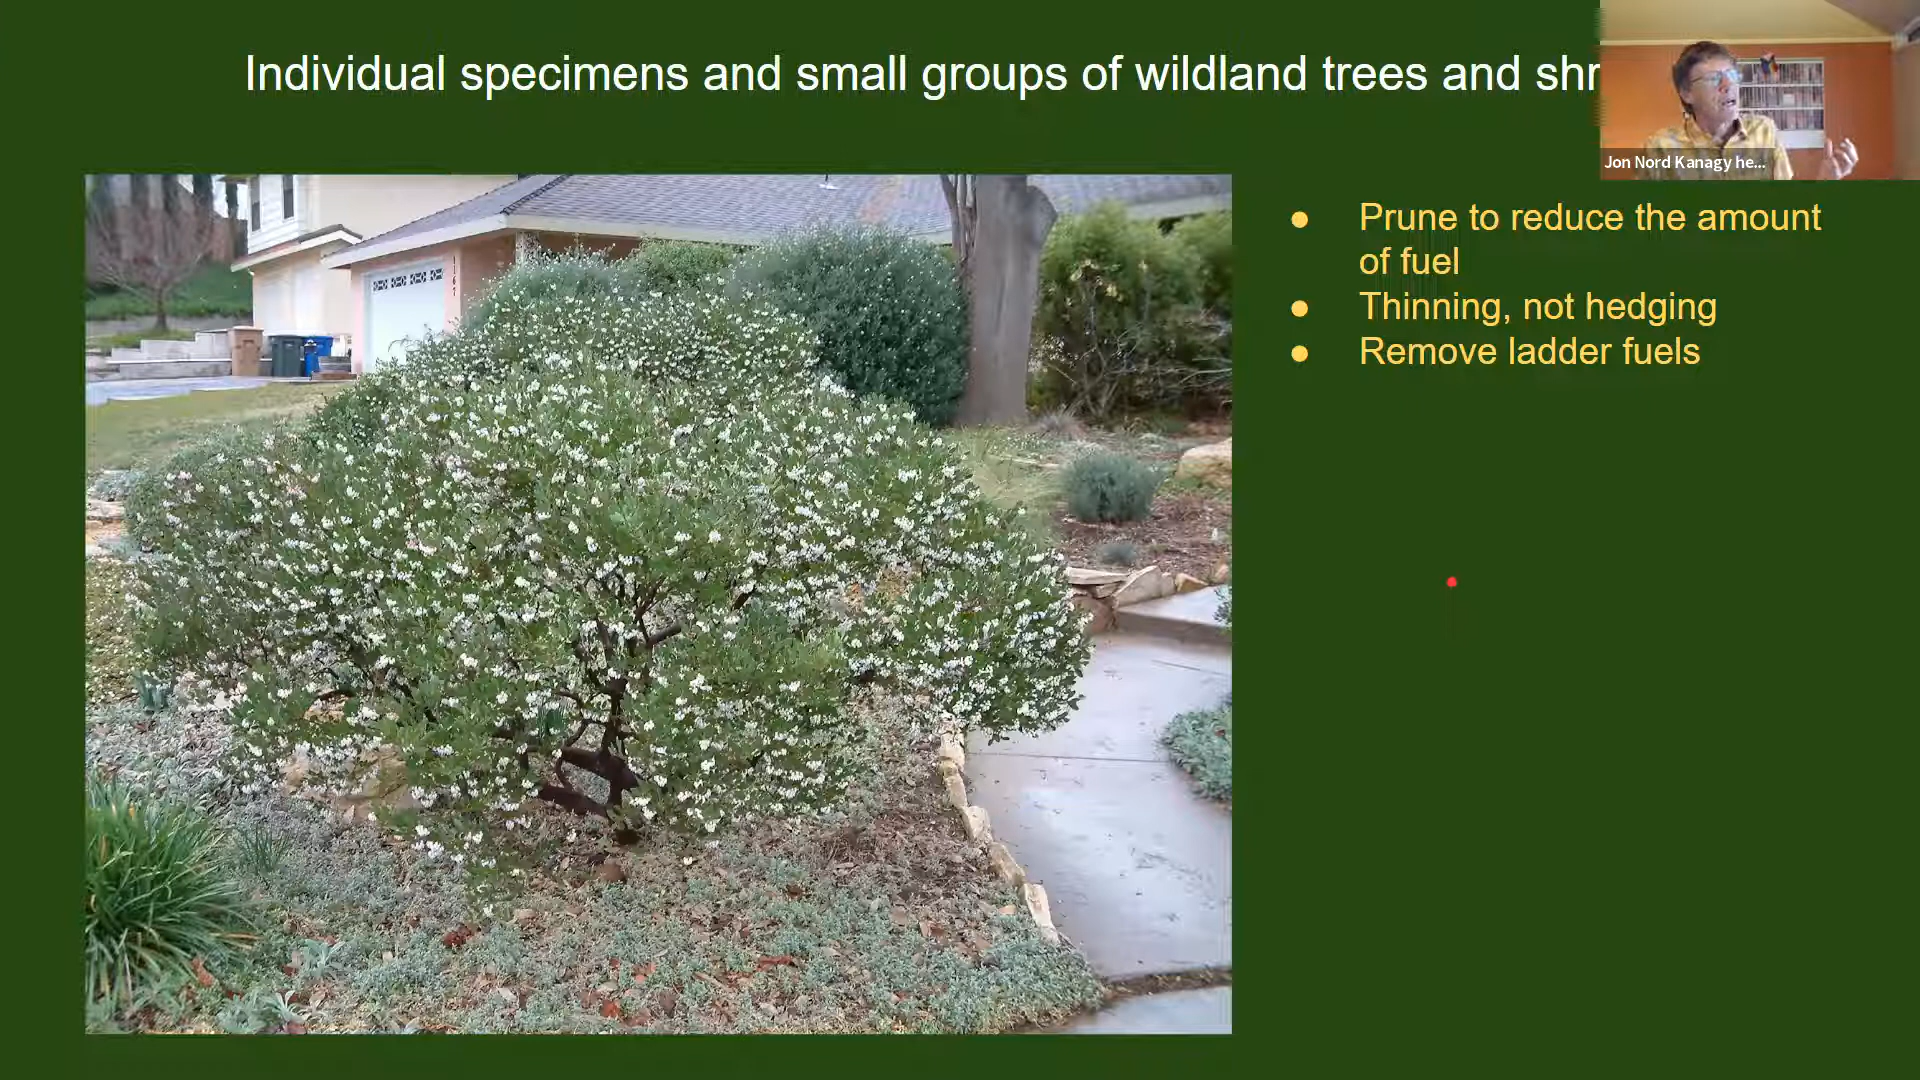 Individual specimens and small groups of wildland trees and shr
Jon Nord Kanagy he...
● Prune to reduce the amount
of fuel
● Thinning, not hedging
● Remove ladder fuels
1167